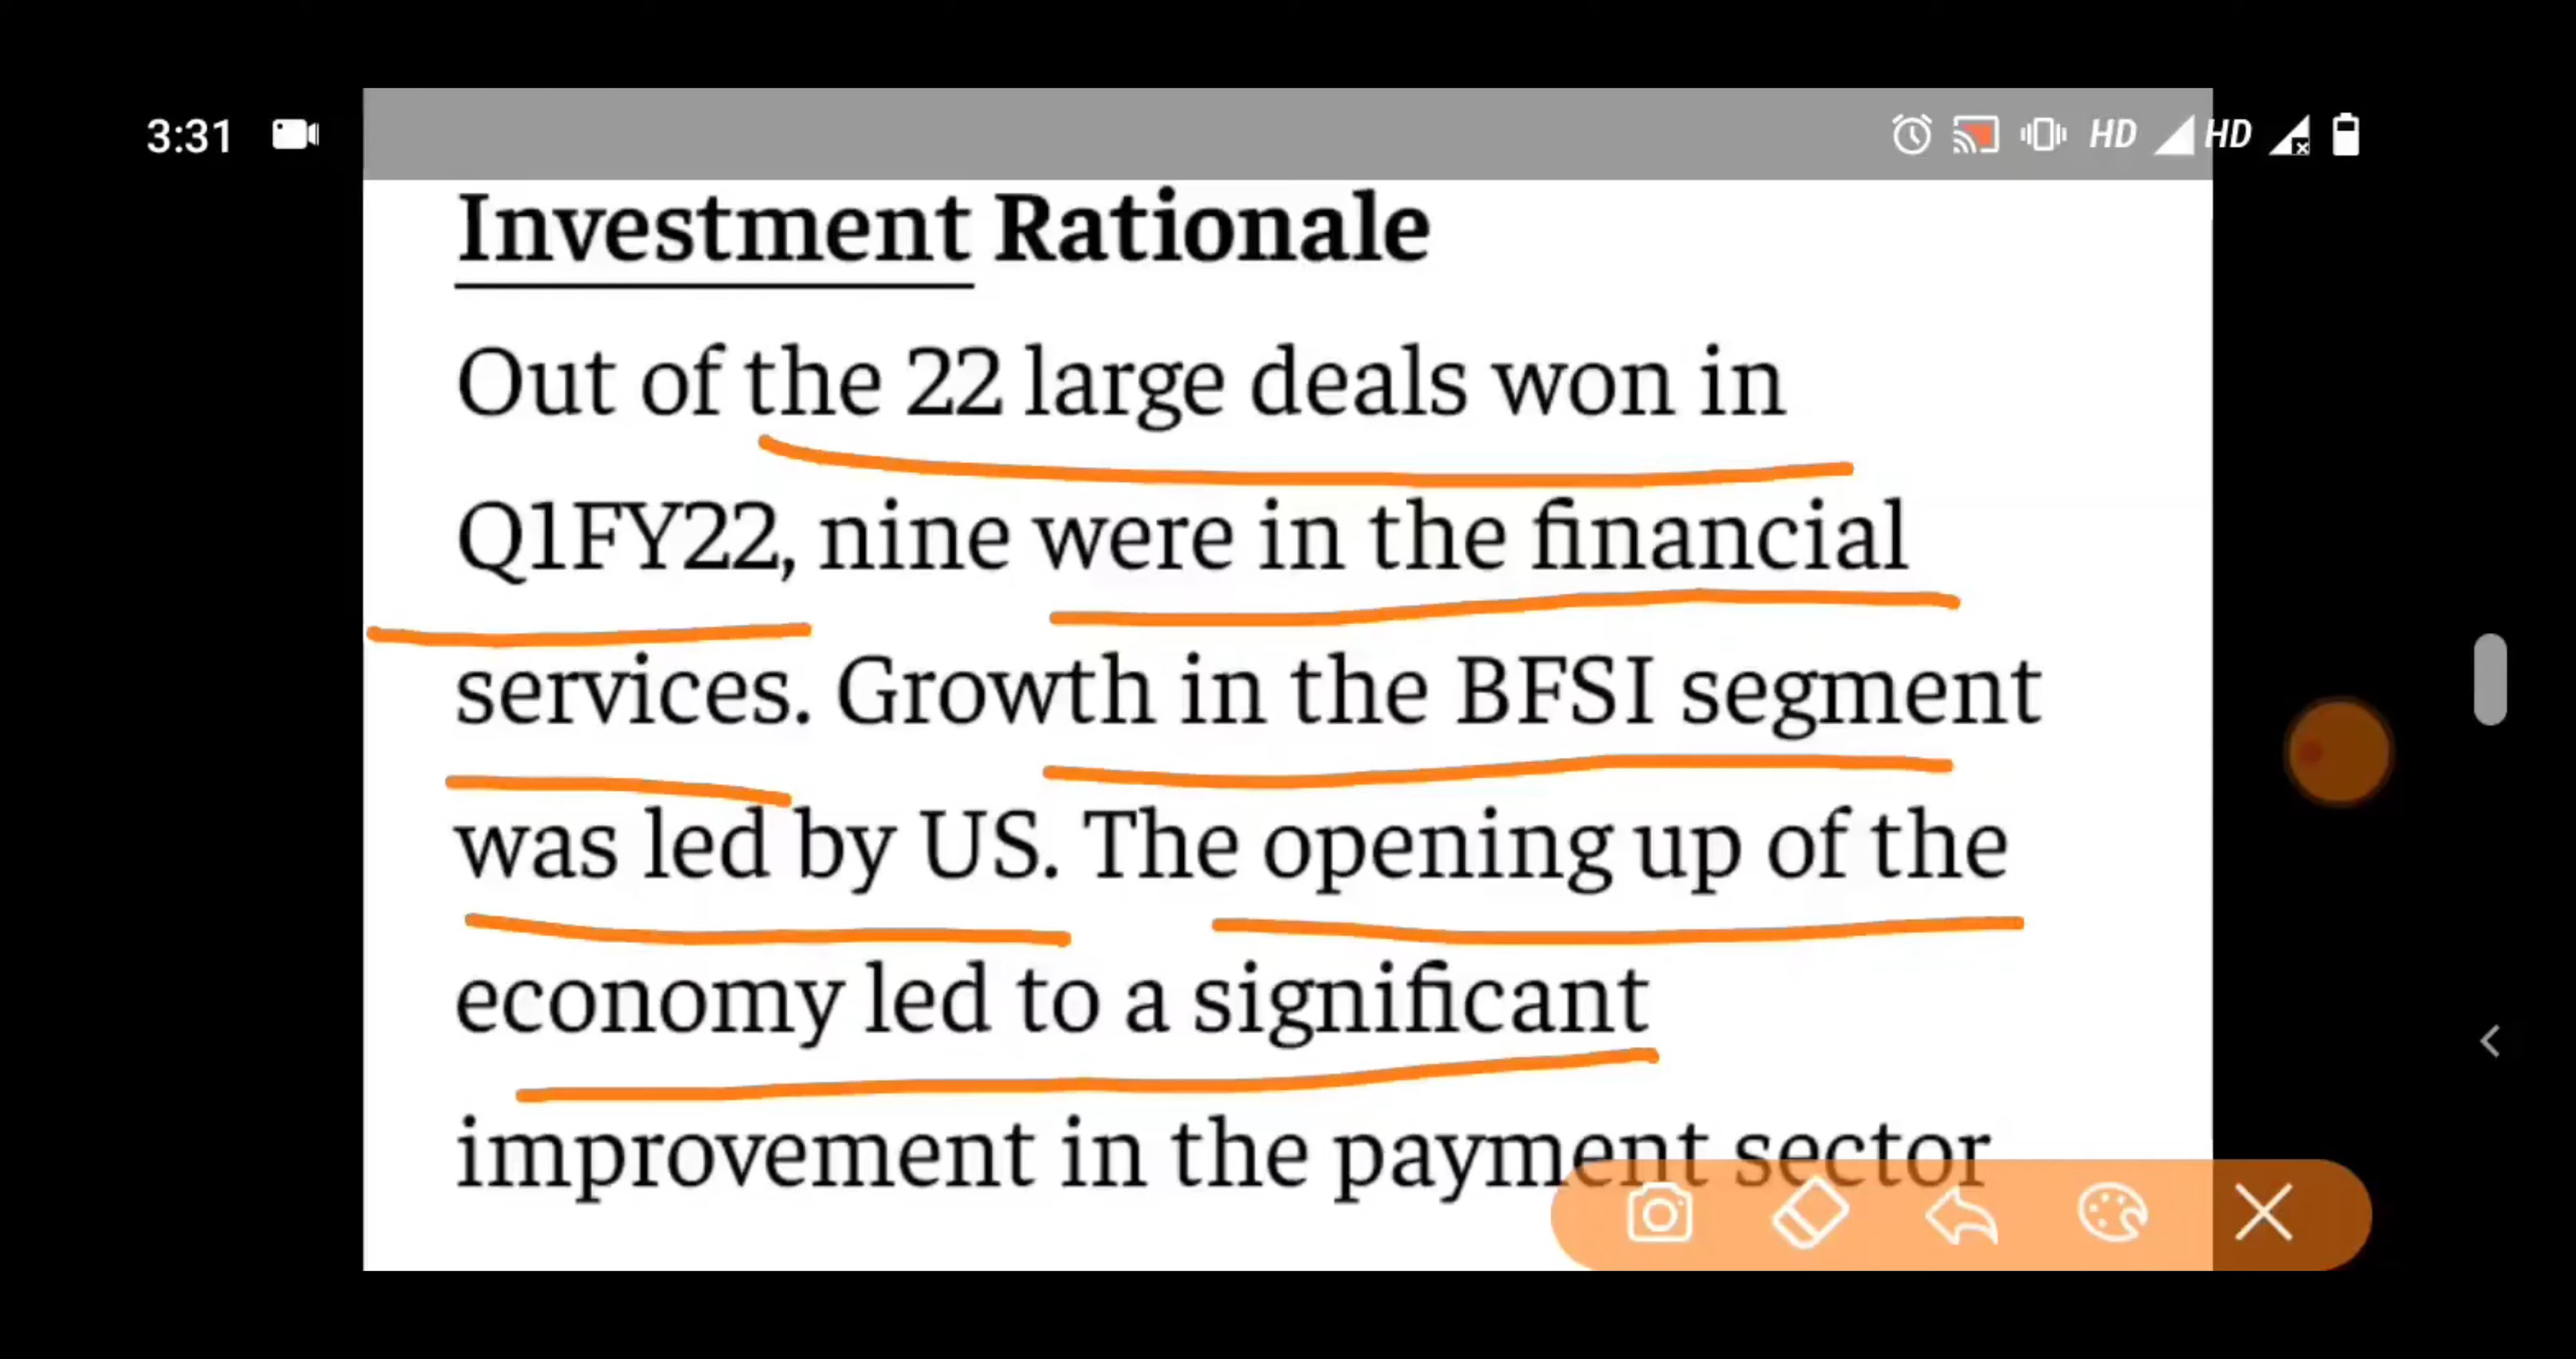 3:31
HD HD
Investment Rationale
Out of the 22 large deals won in
Q1FY22, nine were in the financial
services. Growth in the BFSI segment
was led by US. The opening up of the
economy led to a significant
improvement in the payment sector